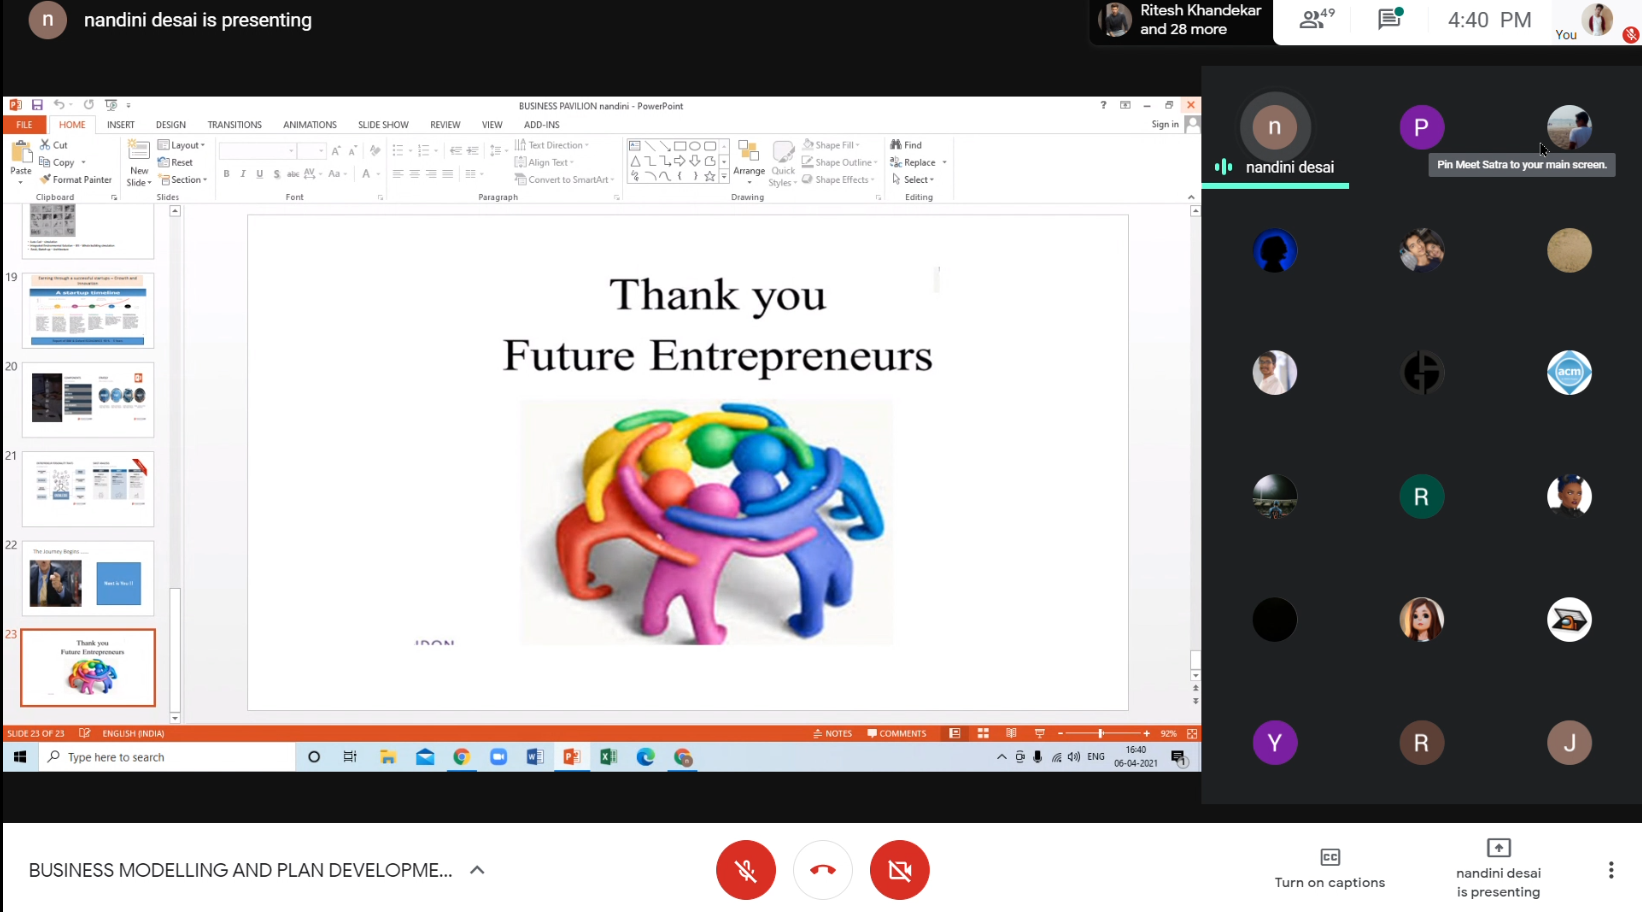 n
nandini desai is presenting
Ritesh Khandekar
and 28 more
49
4:40 PM
You
BUSINESS PAVILION nandini - PowerPoint
?
FILE HOME INSERT DESIGN TRANSITIONS ANIMATIONS SLIDE SHOW REVIEW VIEW ADD-INS
Sign in
Paste
Cut
Copy
Format Painter
Clipboard
New
Slide
Layout
Reset
Section
Slides
B I U S abc AV Aa A
Font
Text Direction
Align Text
Convert to SmartArt
Paragraph
Arrange
Quick
Styles
Shape Fill
Shape Outline
Shape Effects
Drawing
Find
Replace
Select
Editing
19
A startup timeline
20
21
22
The Journey Begins ......
23
Thank you
Future Entrepreneurs
Thank you
Future Entrepreneurs
SLIDE 23 OF 23 ENGLISH (INDIA)
NOTES COMMENTS 92%
Type here to search
ENG
16:40
06-04-2021
1
n
nandini desai
P
Pin Meet Satra to your main screen.
acm
R
Y
R
J
BUSINESS MODELLING AND PLAN DEVELOPME...
CC
Turn on captions
nandini desai
is presenting